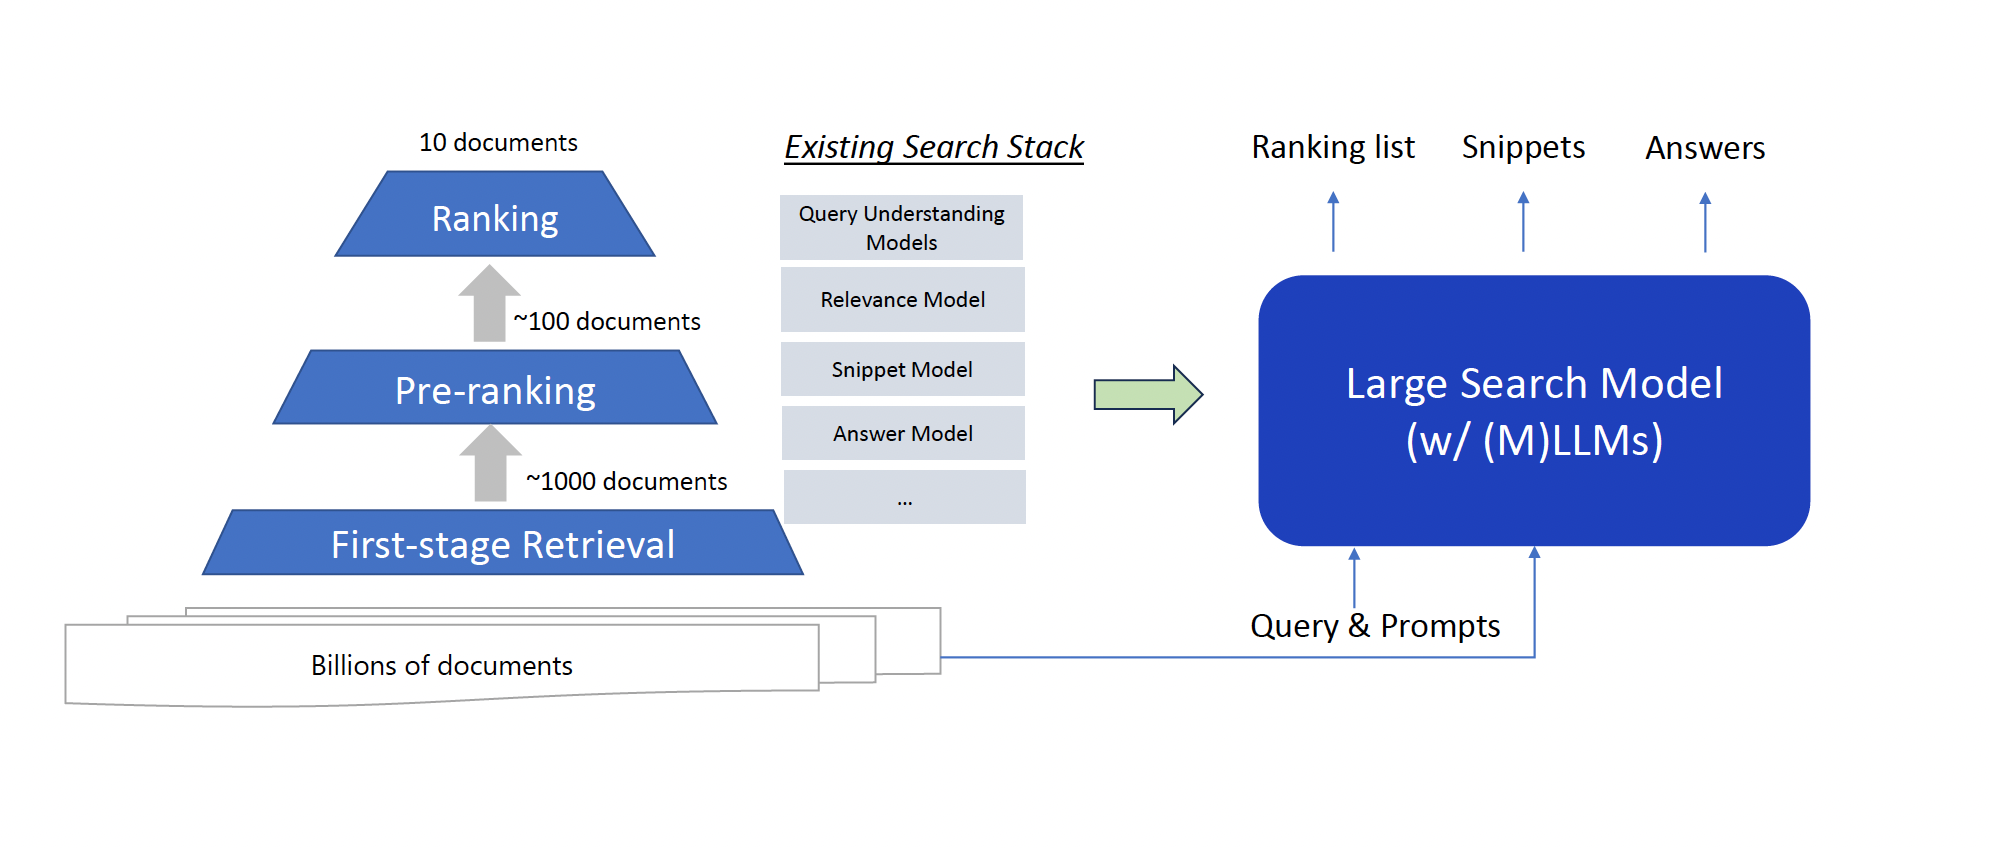 10 documents
Ranking
~100 documents
Pre-ranking
~1000 documents
First-stage Retrieval
Billions of documents
Existing Search Stack
Query Understanding
Models
Relevance Model
Snippet Model
Answer Model
...
Ranking list
Snippets
Answers
Large Search Model
(w/ (M)LLMs)
Query & Prompts